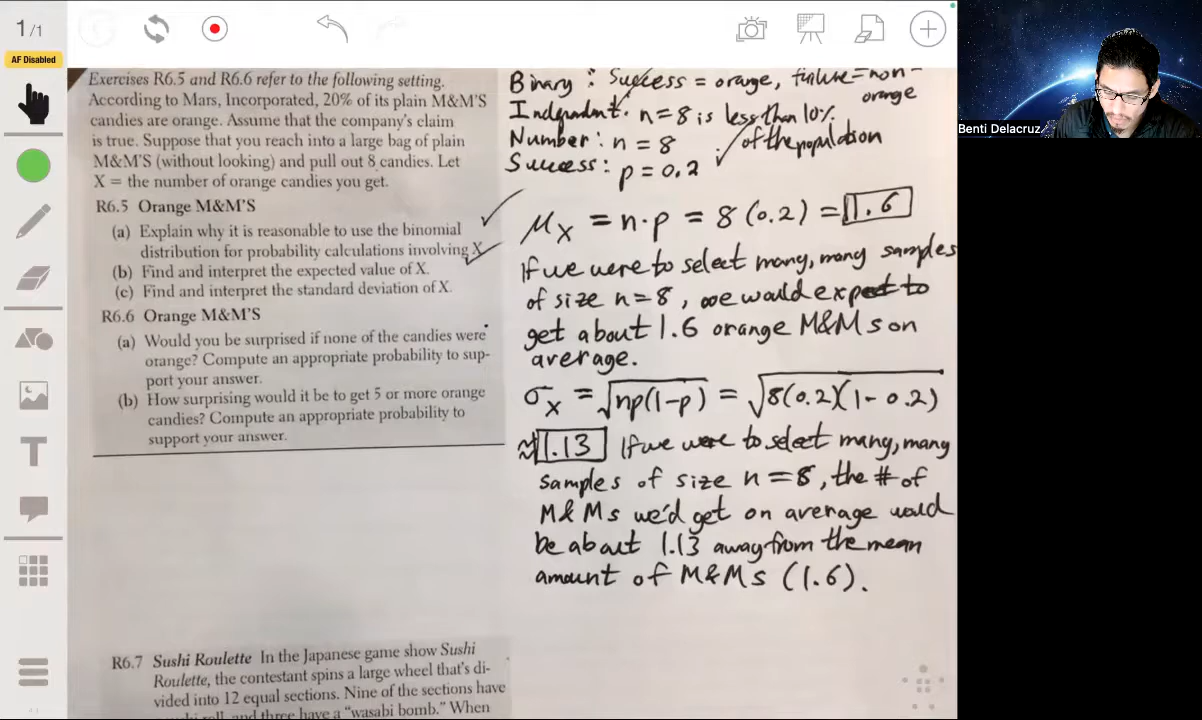 1/1
AF Disabled
Exercises R6.5 and R6.6 refer to the following setting.
According to Mars, Incorporated, 20% of its plain M&M'S
candies are orange. Assume that the company's claim
is true. Suppose that you reach into a large bag of plain
M&M'S (without looking) and pull out 8 candies. Let
X = the number of orange candies you get.
R6.5 Orange M&M'S
(a) Explain why it is reasonable to use the binomial
distribution for probability calculations involving X.
(b) Find and interpret the expected value of X.
(c) Find and interpret the standard deviation of X.
R6.6 Orange M&M'S
(a) Would you be surprised if none of the candies were
orange? Compute an appropriate probability to sup-
port your answer.
(b) How surprising would it be to get 5 or more orange
candies? Compute an appropriate probability to
support your answer.
R6.7 Sushi Roulette In the Japanese game show Sushi
Roulette, the contestant spins a large wheel that's di-
vided into 12 equal sections. Nine of the sections have
roll, and three have a "wasabi bomb." When
Binary: Success = orange, failure = non-
orange
Independent: n = 8 is less than 10%
of the population
Number: n = 8
Success: p = 0.2
μX = n·p = 8(0.2) = 1.6
If we were to select many, many samples
of size n = 8, we would expect to
get about 1.6 orange M&Ms on
average.
σX = √np(1-p) = √8(0.2)(1-0.2)
≈ 1.13 If we were to select many, many
samples of size n = 8, the # of
M&Ms we'd get on average would
be about 1.13 away from the mean
amount of M&Ms (1.6).
Benti Delacruz
T